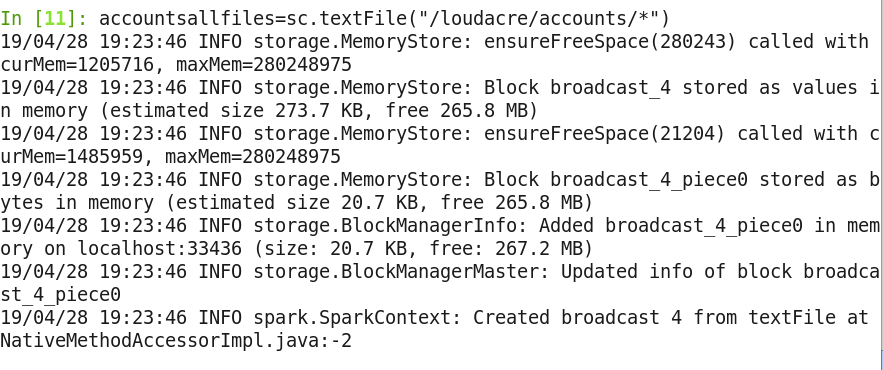 In [11]: accountsallfiles=sc.textFile("/loudacre/accounts/*")
19/04/28 19:23:46 INFO storage.MemoryStore: ensureFreeSpace(280243) called with
curMem=1205716, maxMem=280248975
19/04/28 19:23:46 INFO storage.MemoryStore: Block broadcast_4 stored as values i
n memory (estimated size 273.7 KB, free 265.8 MB)
19/04/28 19:23:46 INFO storage.MemoryStore: ensureFreeSpace(21204) called with c
urMem=1485959, maxMem=280248975
19/04/28 19:23:46 INFO storage.MemoryStore: Block broadcast_4_piece0 stored as b
ytes in memory (estimated size 20.7 KB, free 265.8 MB)
19/04/28 19:23:46 INFO storage.BlockManagerInfo: Added broadcast_4_piece0 in mem
ory on localhost:33436 (size: 20.7 KB, free: 267.2 MB)
19/04/28 19:23:46 INFO storage.BlockManagerMaster: Updated info of block broadca
st_4_piece0
19/04/28 19:23:46 INFO spark.SparkContext: Created broadcast 4 from textFile at
NativeMethodAccessorImpl.java:-2